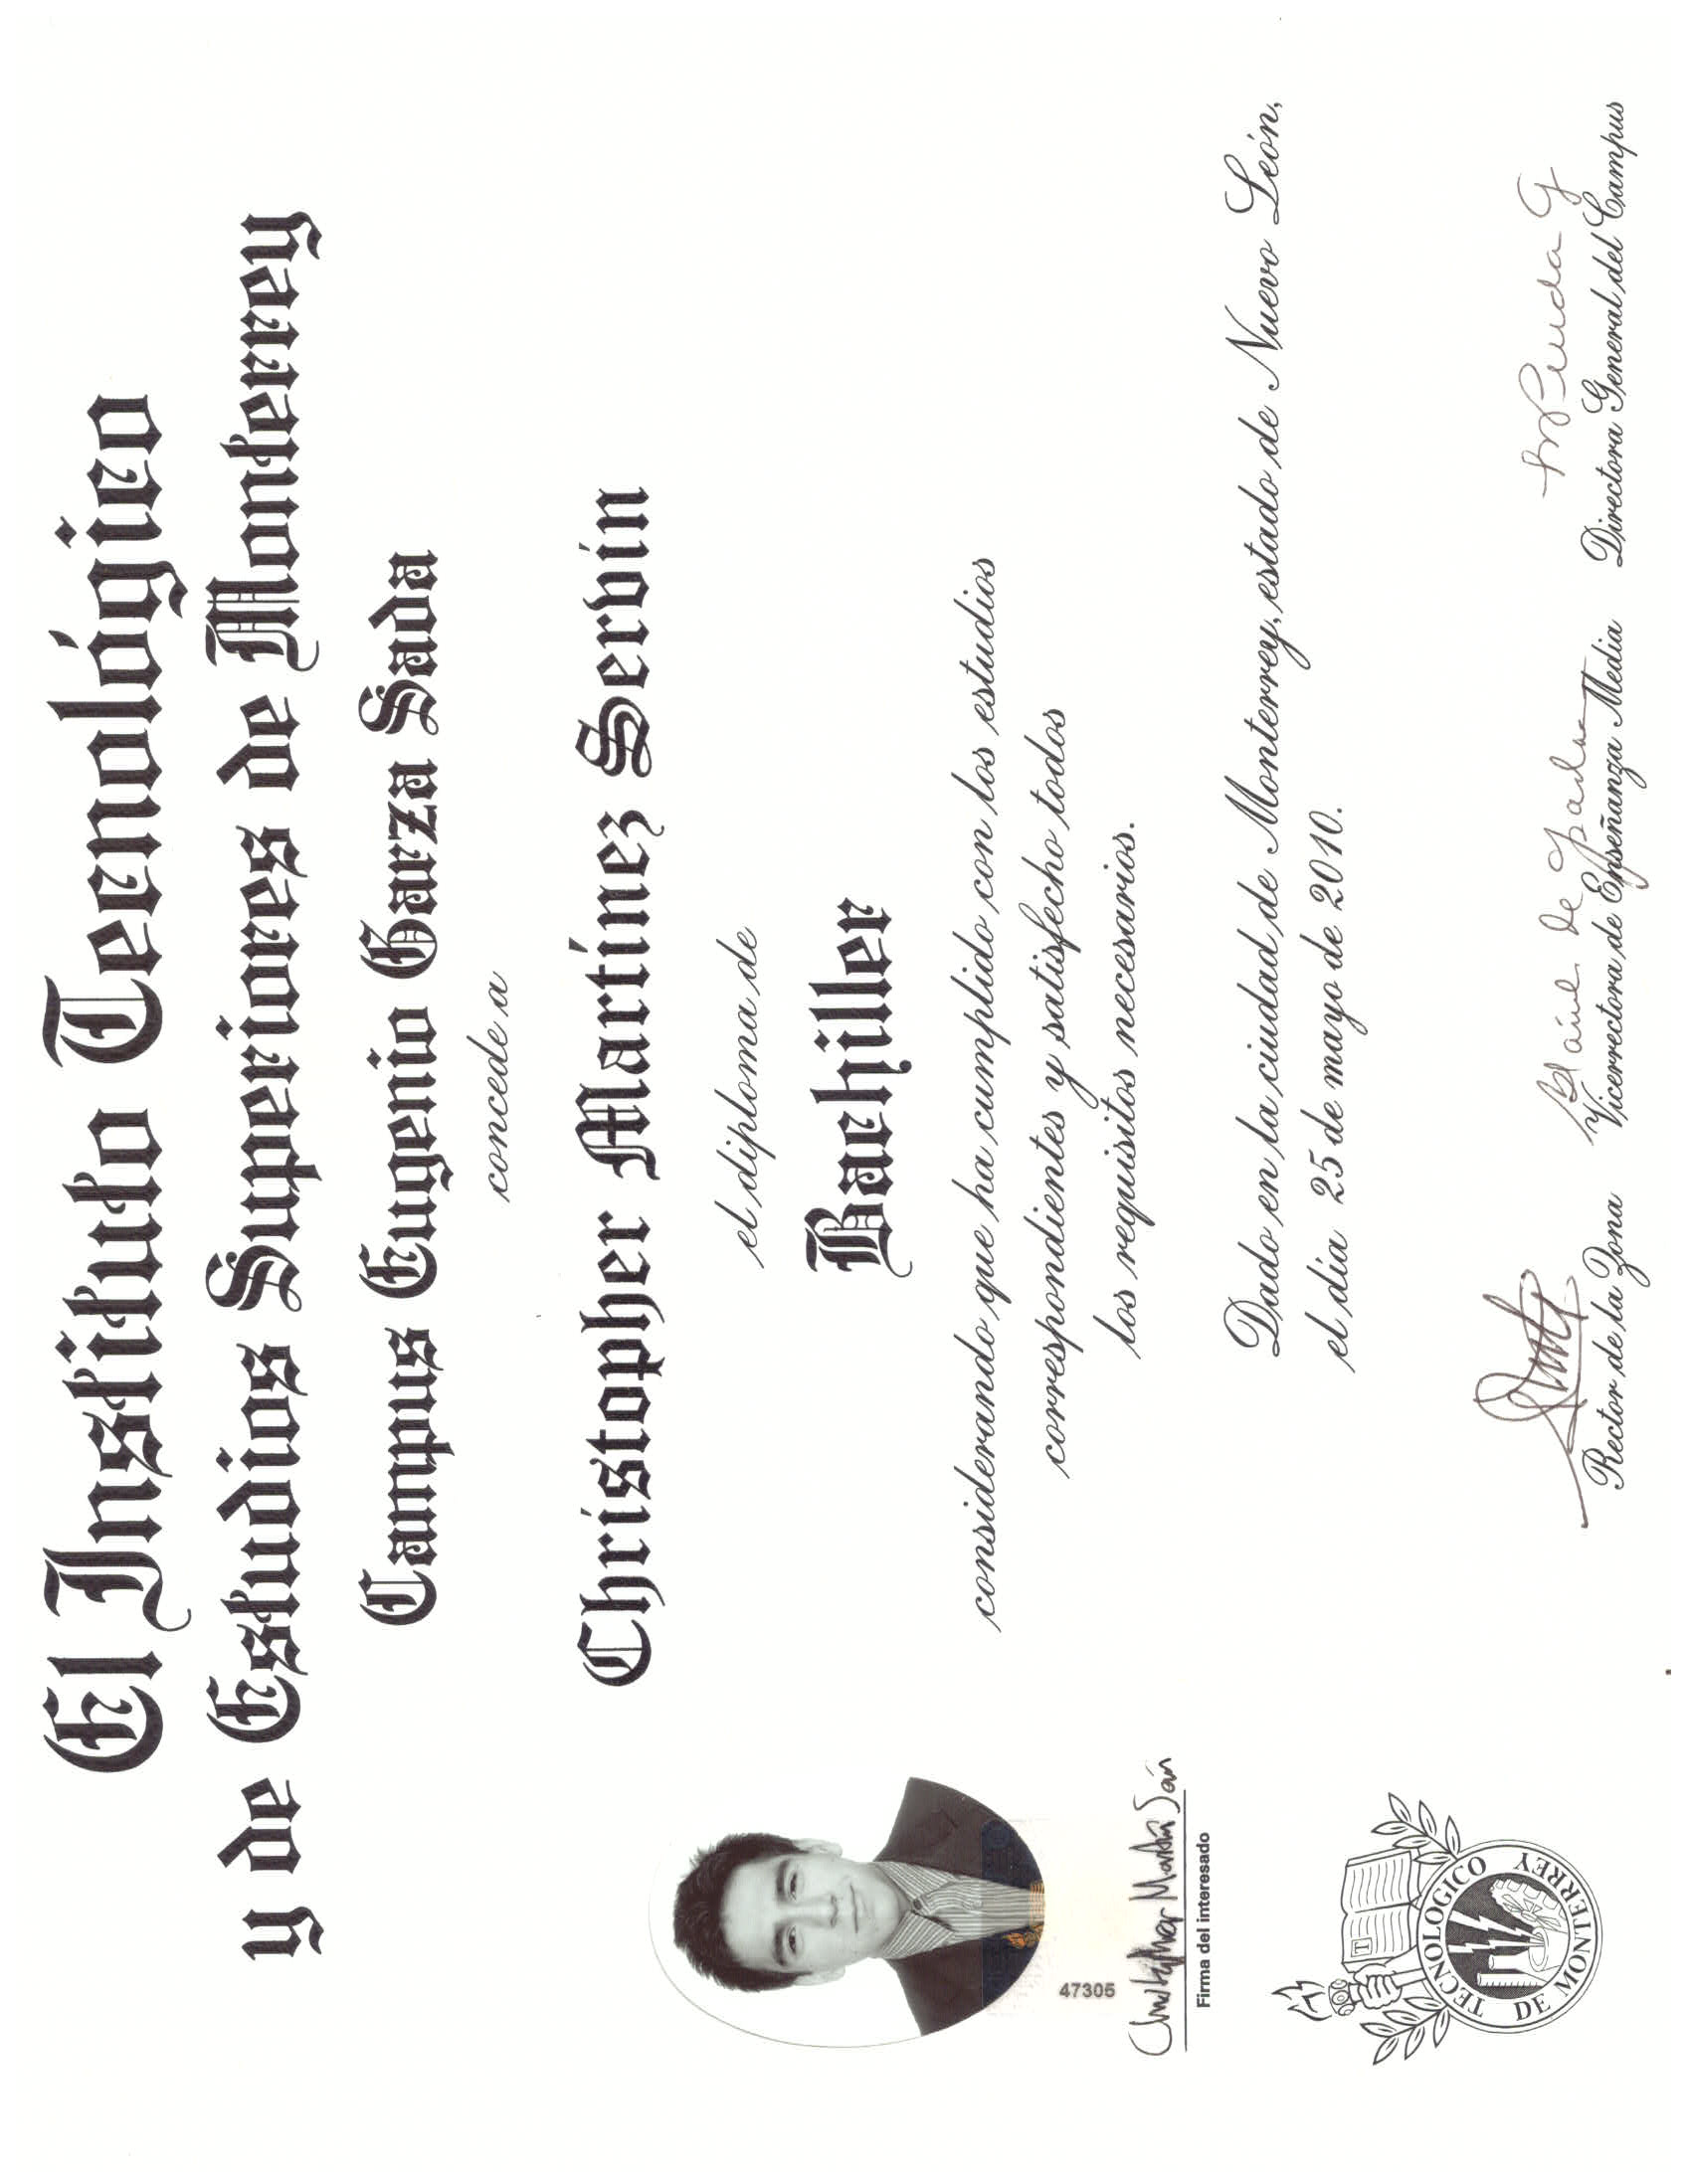 El Instituto Tecnológico
y de Estudios Superiores de Monterrey
Campus Eugenio Garza Sada
concede a
Christopher Martínez Servín
el diploma de
Bachiller
considerando que ha cumplido con los estudios
correspondientes y satisfecho todos
los requisitos necesarios.
Dado en la ciudad de Monterrey, estado de Nuevo León,
el día 25 de mayo de 2010.
47305
Christopher Martínez
Firma del interesado
TECNOLOGICO
DE MONTERREY
T
Rector de la Zona
Vicerrectora de Enseñanza Media
Directora General del Campus